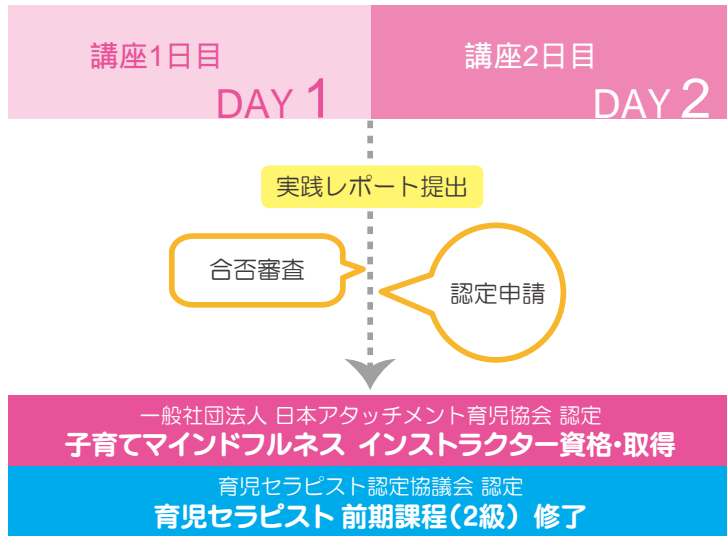 講座1日目
DAY 1
講座2日目
DAY 2
実践レポート提出
合否審査
認定申請
一般社団法人 日本アタッチメント育児協会 認定
子育てマインドフルネス インストラクター資格・取得
育児セラピスト認定協議会 認定
育児セラピスト 前期課程(2級) 修了